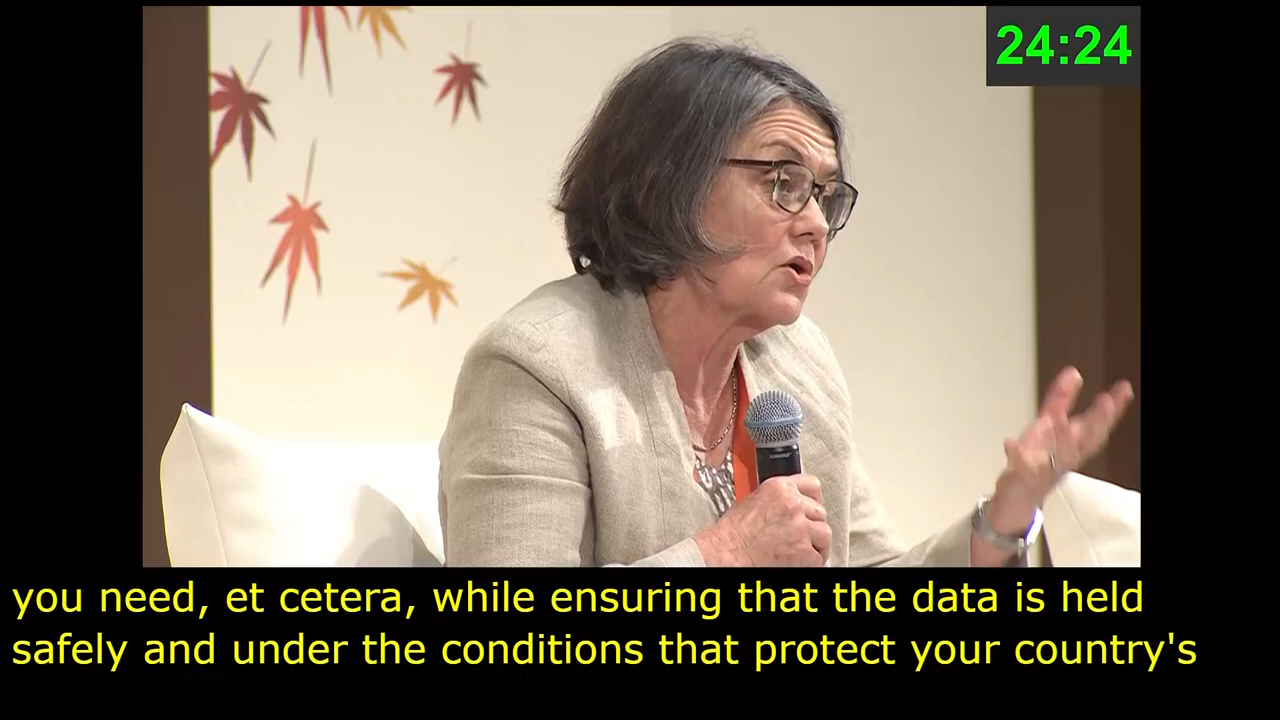 24:24
you need, et cetera, while ensuring that the data is held
safely and under the conditions that protect your country's